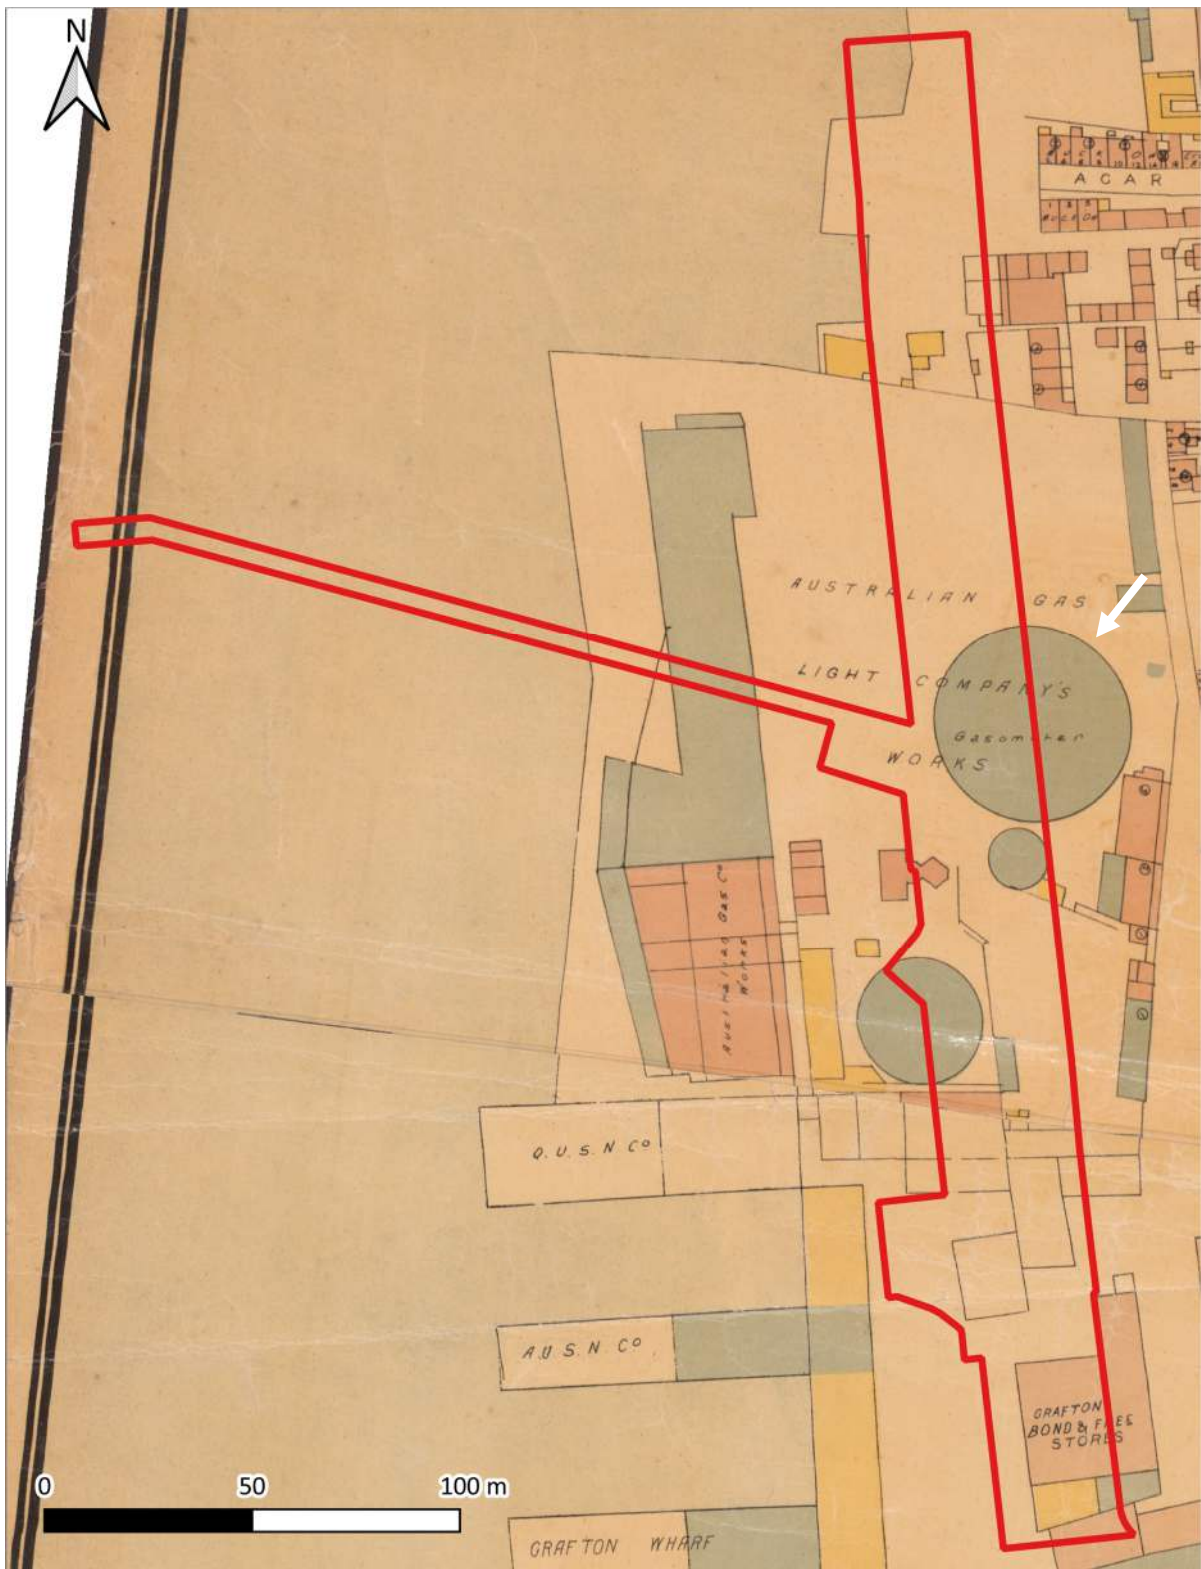 N
ACAR
AUSTRALIAN GAS
LIGHT COMPANY'S
Gasometer
WORKS
Australian Gas Co
Works
Q.U.S.N Co
A.U.S.N Co.
GRAFTON
BOND & FREE
STORES
0 50 100 m
GRAFTON WHARF